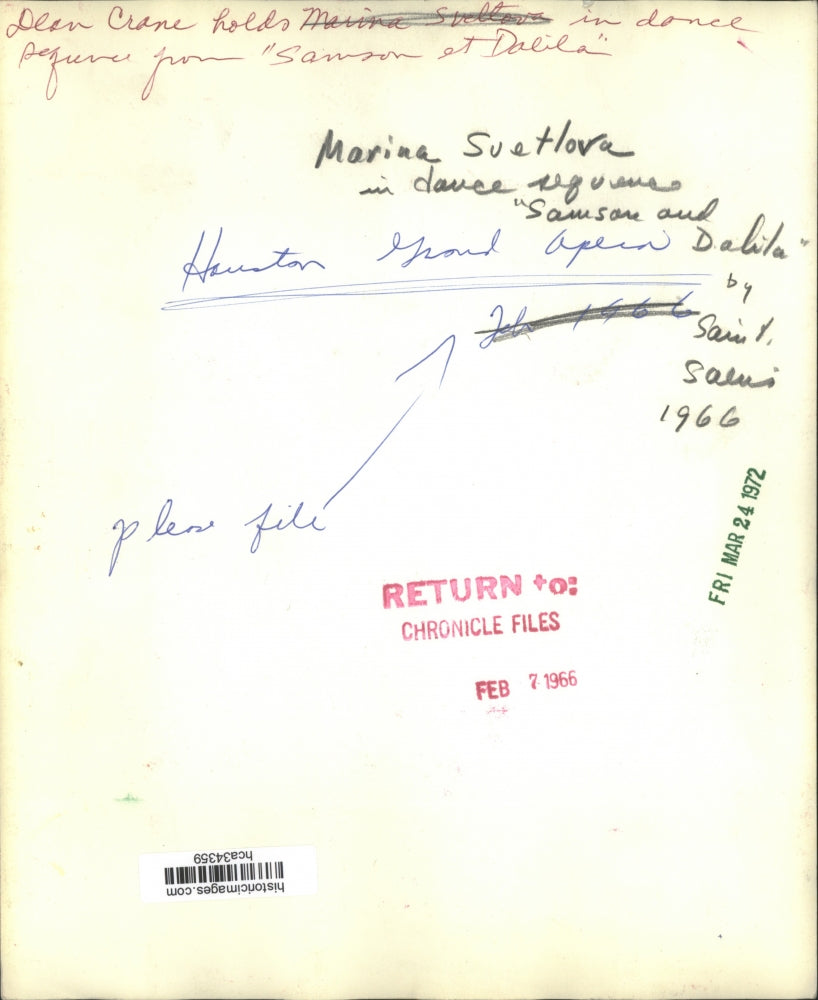 Dean Crane holds Marina Svetlova in dance
sequence from "Samson et Dalila"
Marina Svetlova
in dance sequence
"Samson and
Dalila"
by
Saint.
Saens
1966
Houston Grand Opera
Feb 1966
please file
FRI MAR 24 1972
RETURN to:
CHRONICLE FILES
FEB 7 1966
historicimages.com
hca34359